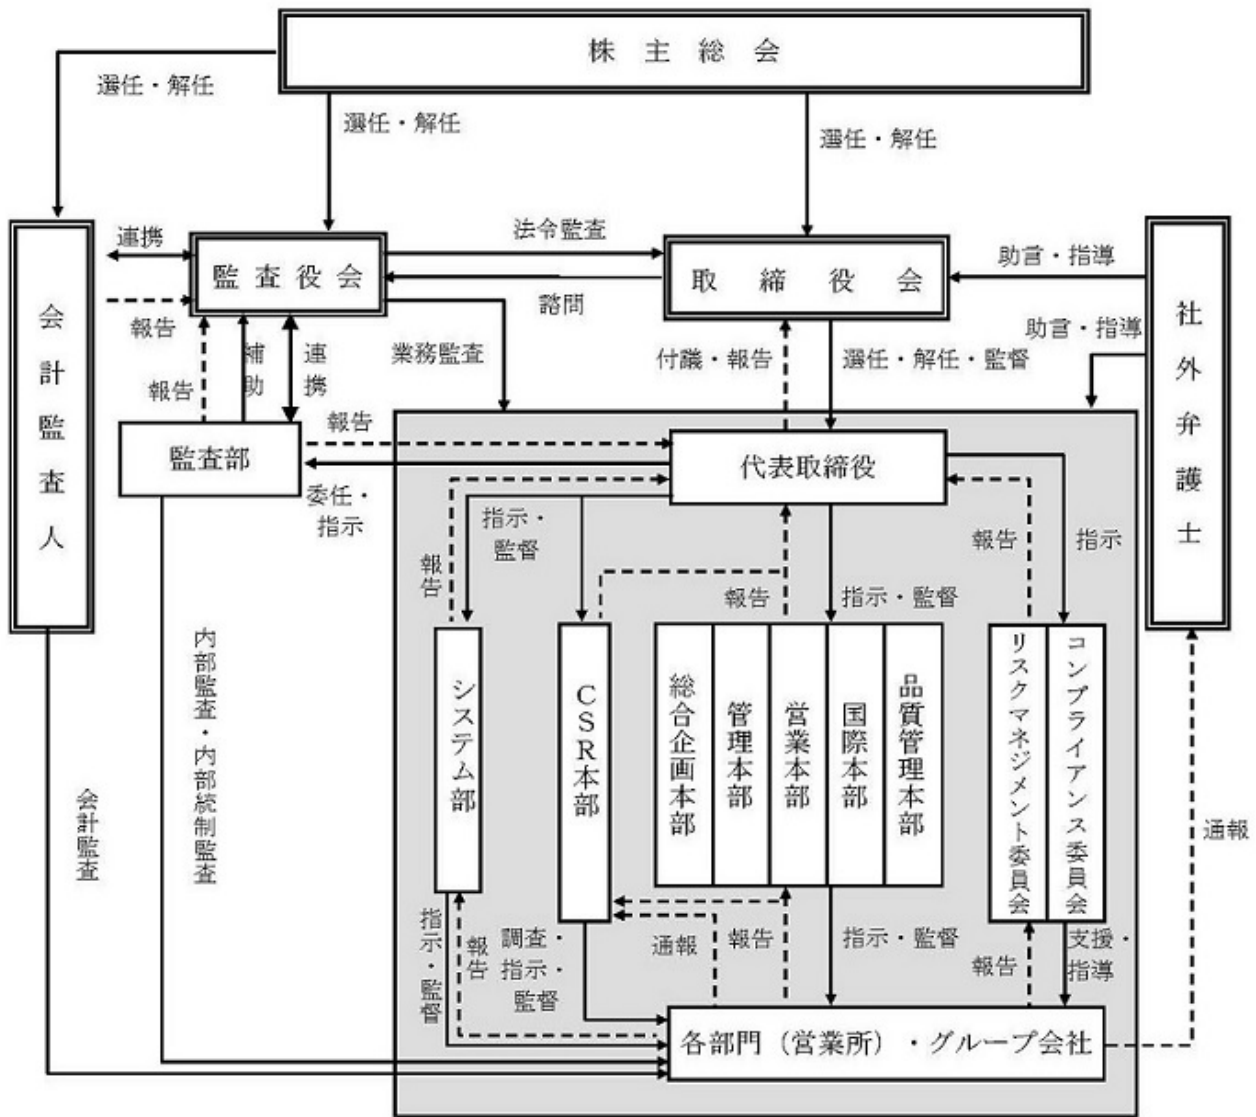 株主総会
選任・解任
選任・解任
選任・解任
会計監査人
連携
報告
監査役会
法令監査
諮問
取締役会
助言・指導
助言・指導
社外弁護士
報告
補助
連携
業務監査
付議・報告
選任・解任・監督
監査部
報告
委任・
指示
代表取締役
指示・
監督
報告
報告
指示・監督
報告
指示
内部監査・内部統制監査
会計監査
システム部
CSR本部
総合企画本部
管理本部
営業本部
国際本部
品質管理本部
リスクマネジメント委員会
コンプライアンス委員会
通報
指示・監督
報告
調査・
指示・
監督
通報
報告
指示・監督
報告
支援・
指導
各部門（営業所）・グループ会社